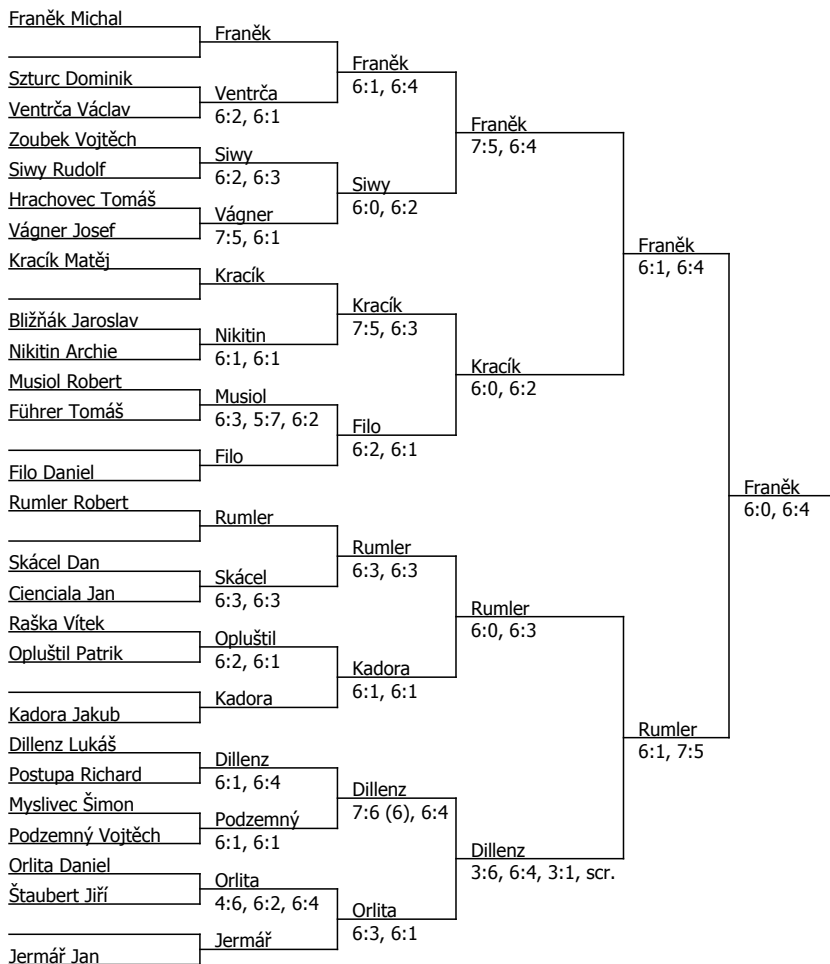 Franěk Michal
Szturc Dominik
Ventrča Václav
Zoubek Vojtěch
Siwy Rudolf
Hrachovec Tomáš
Vágner Josef
Kracík Matěj
Bližňák Jaroslav
Nikitin Archie
Musiol Robert
Führer Tomáš
Filo Daniel
Rumler Robert
Skácel Dan
Cienciala Jan
Raška Vítek
Opluštil Patrik
Kadora Jakub
Dillenz Lukáš
Postupa Richard
Myslivec Šimon
Podzemný Vojtěch
Orlita Daniel
Štaubert Jiří
Jermář Jan
Franěk
Ventrča
6:2, 6:1
Siwy
6:2, 6:3
Vágner
7:5, 6:1
Kracík
Nikitin
6:1, 6:1
Musiol
6:3, 5:7, 6:2
Filo
Rumler
Skácel
6:3, 6:3
Opluštil
6:2, 6:1
Kadora
Dillenz
6:1, 6:4
Podzemný
6:1, 6:1
Orlita
4:6, 6:2, 6:4
Jermář
Franěk
6:1, 6:4
Siwy
6:0, 6:2
Kracík
7:5, 6:3
Filo
6:2, 6:1
Rumler
6:3, 6:3
Kadora
6:1, 6:1
Dillenz
7:6 (6), 6:4
Orlita
6:3, 6:1
Franěk
7:5, 6:4
Kracík
6:0, 6:2
Rumler
6:0, 6:3
Dillenz
3:6, 6:4, 3:1, scr.
Franěk
6:1, 6:4
Rumler
6:1, 7:5
Franěk
6:0, 6:4